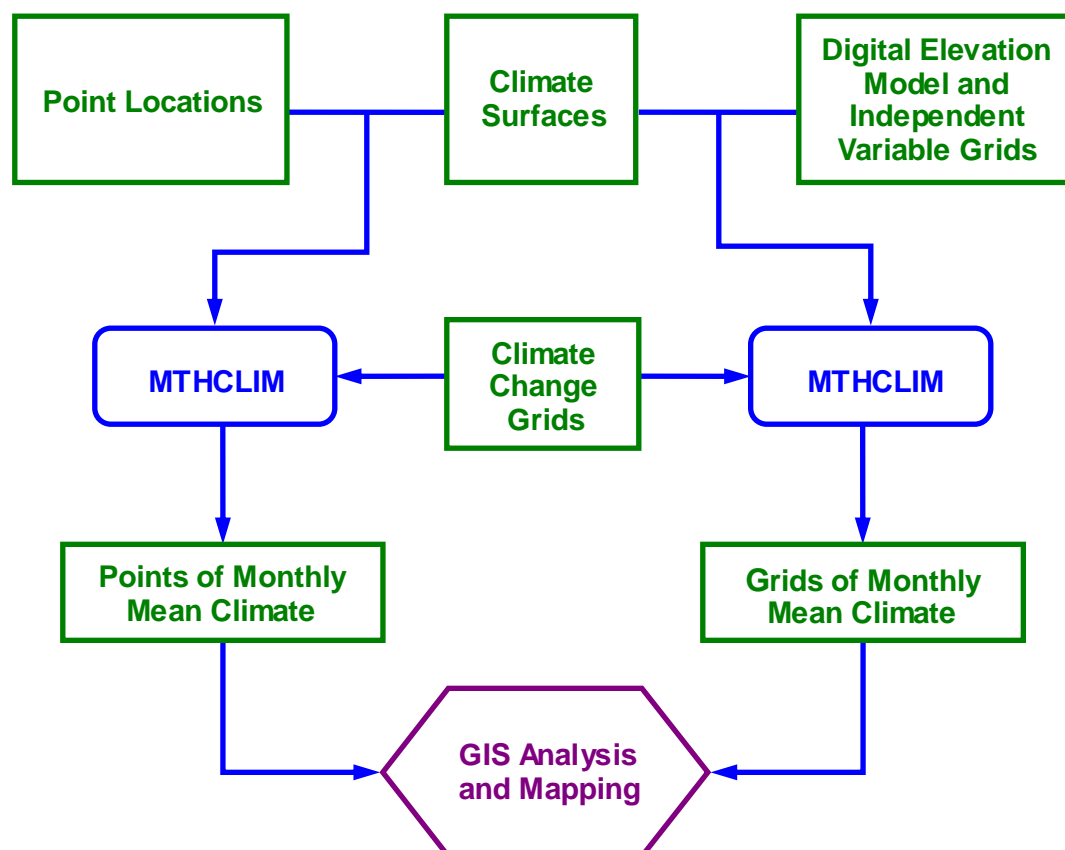 Point Locations
Climate
Surfaces
Digital Elevation
Model and
Independent
Variable Grids
MTHCLIM
Climate
Change
Grids
MTHCLIM
Points of Monthly
Mean Climate
Grids of Monthly
Mean Climate
GIS Analysis
and Mapping